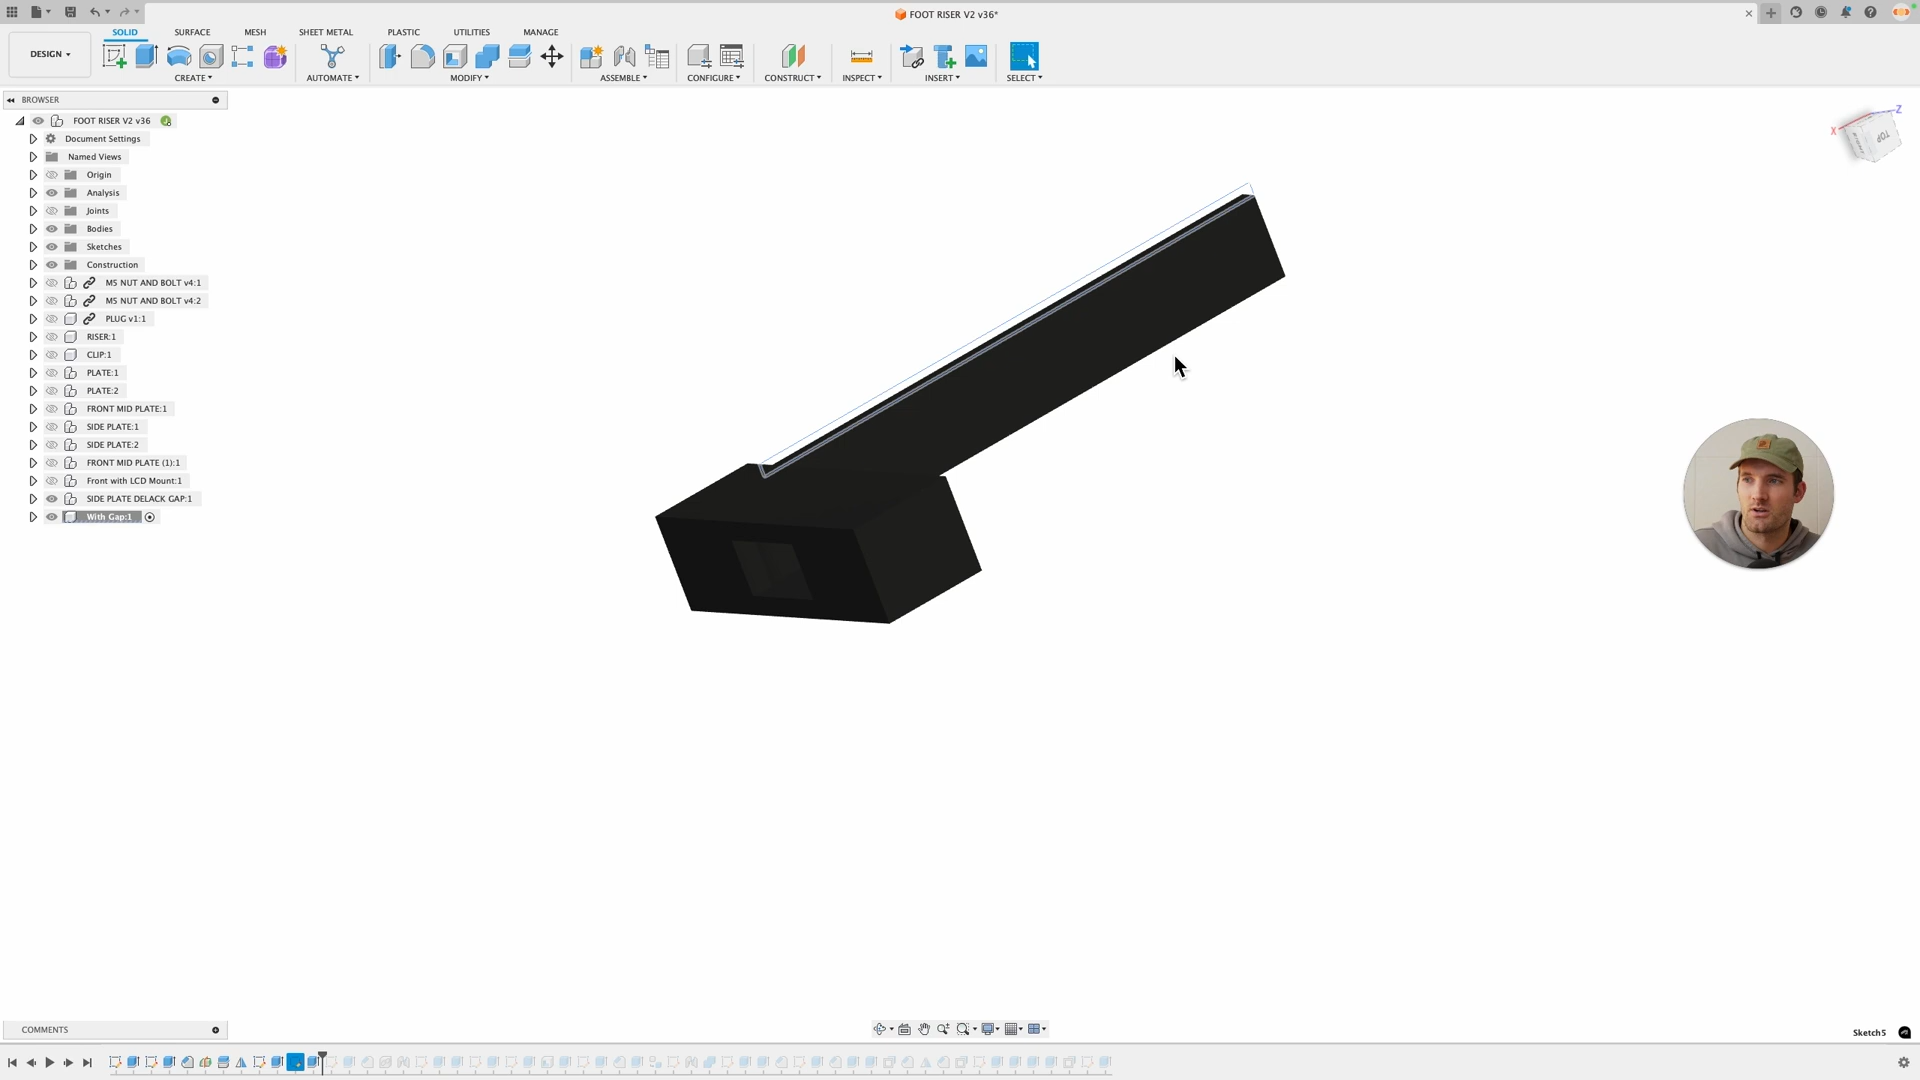 FOOT RISER V2 v36*
DESIGN
SOLID
SURFACE
MESH
SHEET METAL
PLASTIC
UTILITIES
MANAGE
CREATE
AUTOMATE
MODIFY
ASSEMBLE
CONFIGURE
CONSTRUCT
INSPECT
INSERT
SELECT
BROWSER
FOOT RISER V2 v36
Document Settings
Named Views
Origin
Analysis
Joints
Bodies
Sketches
Construction
M5 NUT AND BOLT v4:1
M5 NUT AND BOLT v4:2
PLUG v1:1
RISER:1
CLIP:1
PLATE:1
PLATE:2
FRONT MID PLATE:1
SIDE PLATE:1
SIDE PLATE:2
FRONT MID PLATE (1):1
Front with LCD Mount:1
SIDE PLATE DELACK GAP:1
With Gap:1
Z
X
TOP
COMMENTS
Sketch5